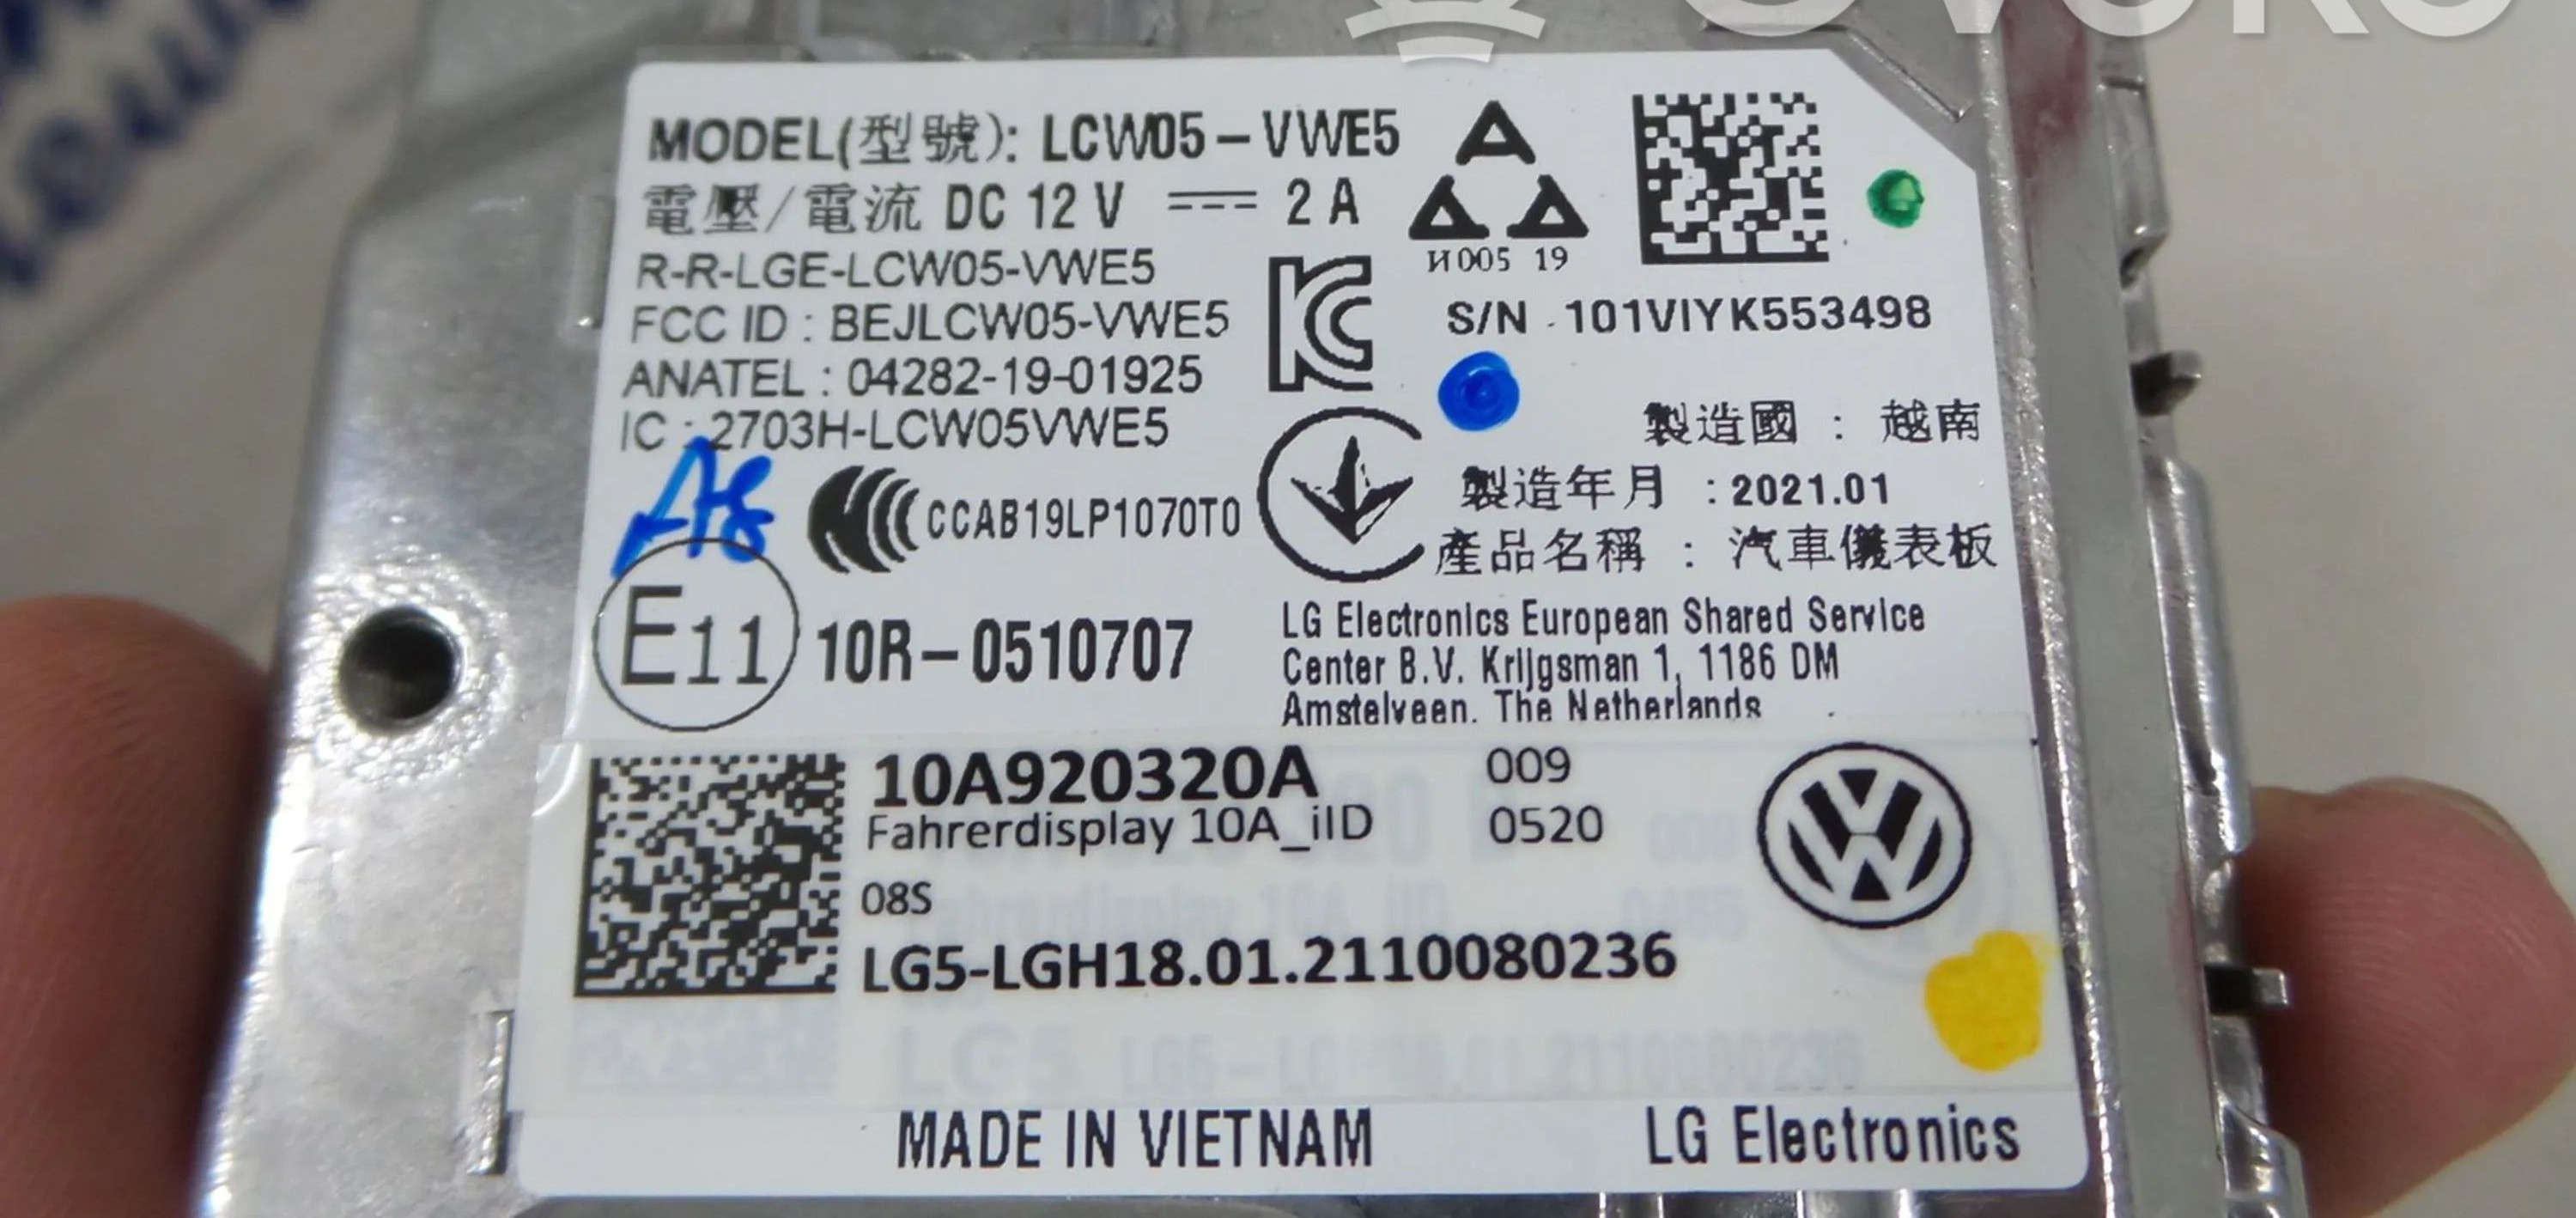 MODEL(型號): LCW05-VWE5
電壓/電流 DC 12 V ⎓ 2 A
R-R-LGE-LCW05-VWE5
FCC ID : BEJLCW05-VWE5
ANATEL : 04282-19-01925
IC : 2703H-LCW05VWE5
A8
CCAB19LP1070T0
E11
10R-0510707
И005 19
S/N 101VIYK553498
製造國 : 越南
製造年月 : 2021.01
產品名稱 : 汽車儀表板
LG Electronics European Shared Service
Center B.V. Krijgsman 1, 1186 DM
Amstelveen. The Netherlands
10A920320A 009
Fahrerdisplay 10A_iID 0520
08S
LG5-LGH18.01.2110080236
MADE IN VIETNAM LG Electronics